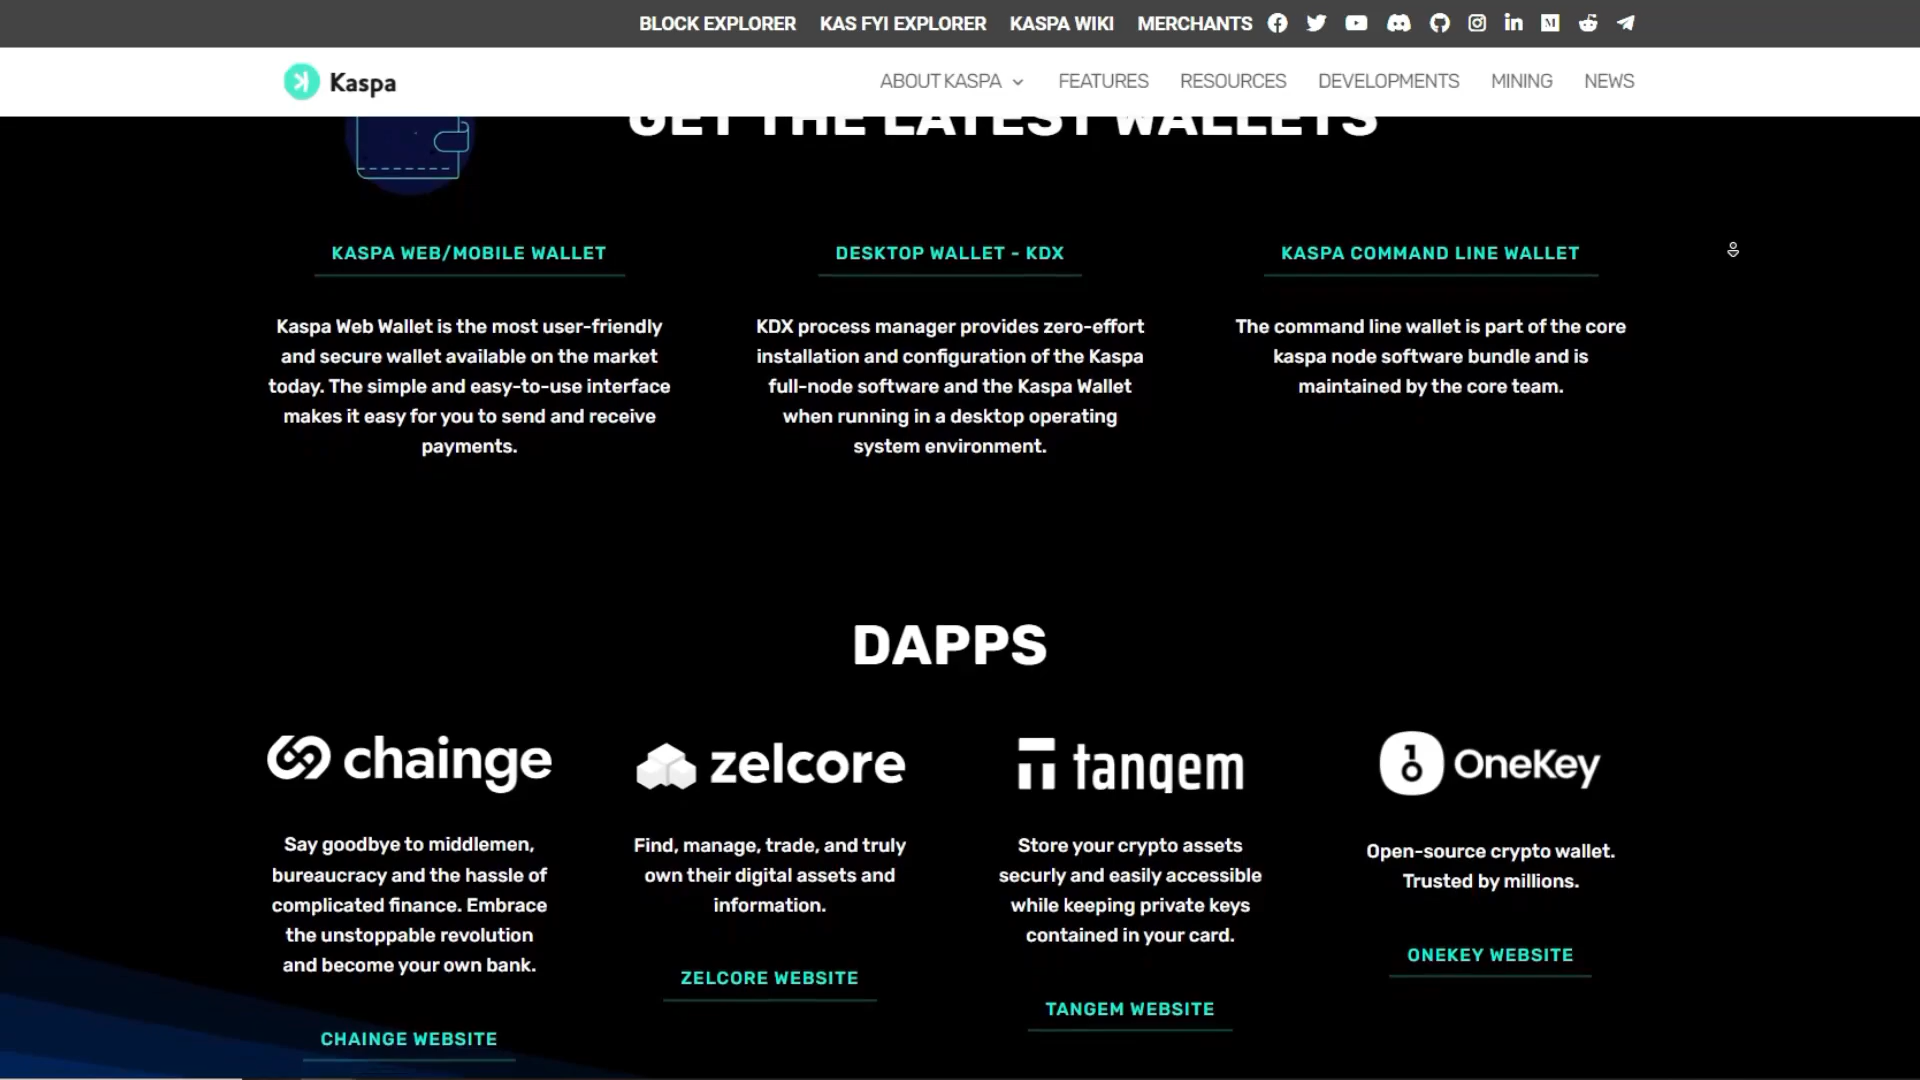 BLOCK EXPLORER KAS FYI EXPLORER KASPA WIKI MERCHANTS
Kaspa ABOUT KASPA FEATURES RESOURCES DEVELOPMENTS MINING NEWS
GET THE LATEST WALLETS
KASPA WEB/MOBILE WALLET
Kaspa Web Wallet is the most user-friendly
and secure wallet available on the market
today. The simple and easy-to-use interface
makes it easy for you to send and receive
payments.
DESKTOP WALLET - KDX
KDX process manager provides zero-effort
installation and configuration of the Kaspa
full-node software and the Kaspa Wallet
when running in a desktop operating
system environment.
KASPA COMMAND LINE WALLET
The command line wallet is part of the core
kaspa node software bundle and is
maintained by the core team.
DAPPS
chainge
Say goodbye to middlemen,
bureaucracy and the hassle of
complicated finance. Embrace
the unstoppable revolution
and become your own bank.
CHAINGE WEBSITE
zelcore
Find, manage, trade, and truly
own their digital assets and
information.
ZELCORE WEBSITE
tangem
Store your crypto assets
securly and easily accessible
while keeping private keys
contained in your card.
TANGEM WEBSITE
OneKey
Open-source crypto wallet.
Trusted by millions.
ONEKEY WEBSITE